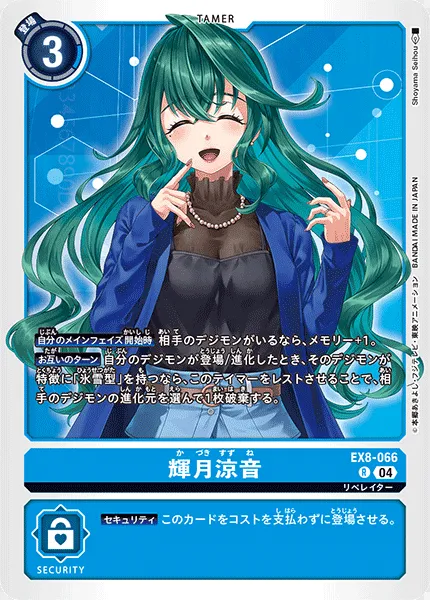 TAMER
登場
3
Shoyama Seihou
BANDAI MADE IN JAPAN
©本郷あきよし・フジテレビ・東映アニメーション
自分のメインフェイズ開始時 相手のデジモンがいるなら、メモリー+1。
お互いのターン 自分のデジモンが登場/進化したとき、そのデジモンが
特徴に「氷雪型」を持つなら、このテイマーをレストさせることで、相
手のデジモンの進化元を選んで1枚破棄する。
かづきすずね
輝月涼音
EX8-066
R 04
リベレイター
セキュリティ このカードをコストを支払わずに登場させる。
SECURITY